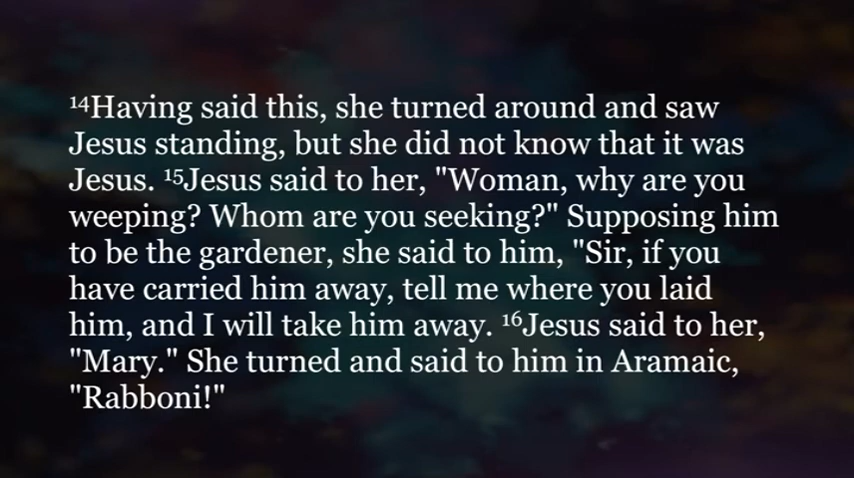 ¹⁴Having said this, she turned around and saw
Jesus standing, but she did not know that it was
Jesus. ¹⁵Jesus said to her, "Woman, why are you
weeping? Whom are you seeking?" Supposing him
to be the gardener, she said to him, "Sir, if you
have carried him away, tell me where you laid
him, and I will take him away. ¹⁶Jesus said to her,
"Mary." She turned and said to him in Aramaic,
"Rabboni!"